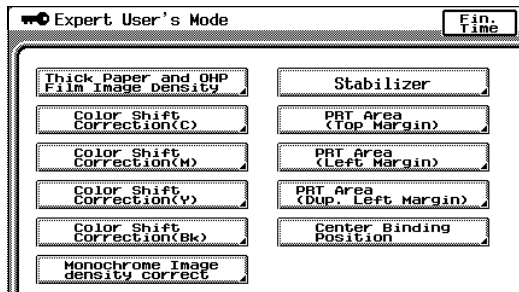 Expert User's Mode
Fin.
Time
Thick Paper and OHP
Film Image Density
Color Shift
Correction(C)
Color Shift
Correction(M)
Color Shift
Correction(Y)
Color Shift
Correction(Bk)
Monochrome Image
density correct
Stabilizer
PRT Area
(Top Margin)
PRT Area
(Left Margin)
PRT Area
(Dup. Left Margin)
Center Binding
Position